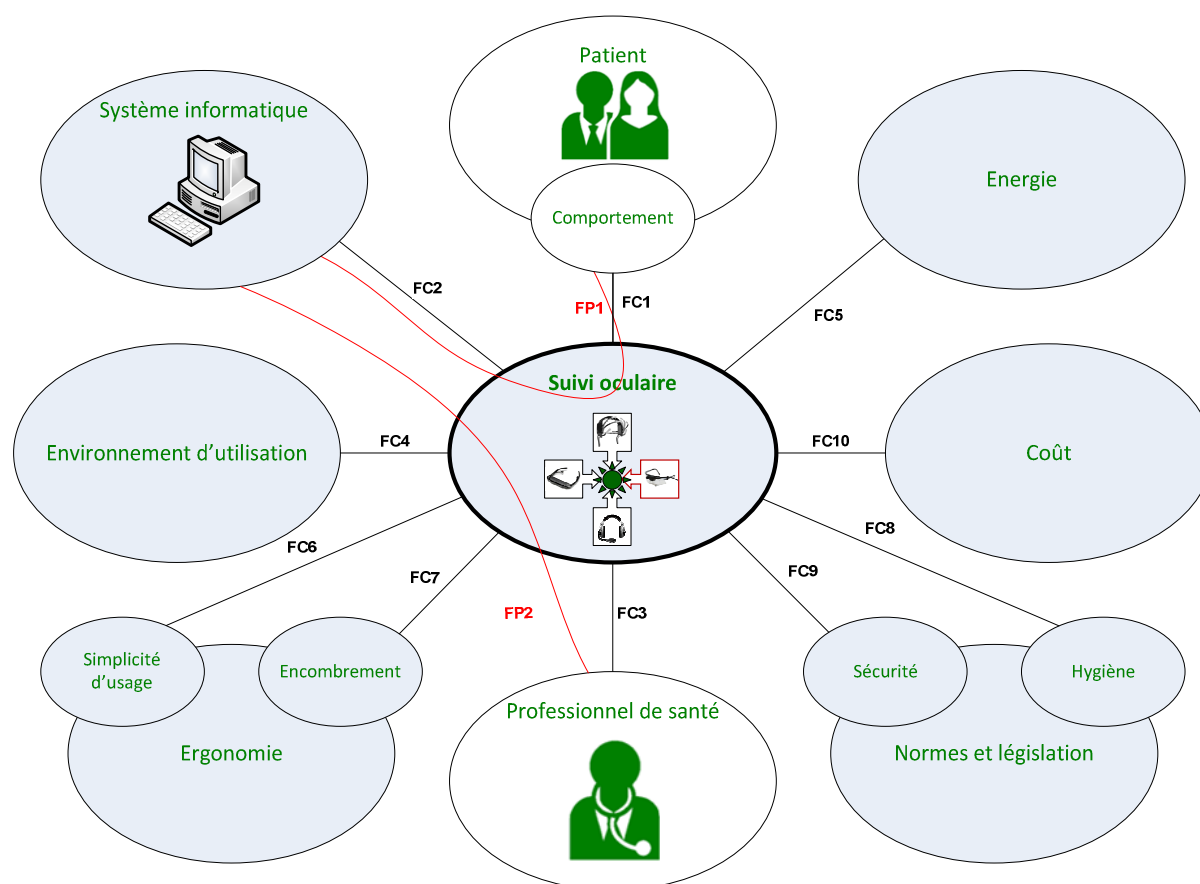 Patient
Système informatique
Energie
Comportement
FC2
FP1
FC1
FC5
Suivi oculaire
Environnement d'utilisation
FC4
FC10
Coût
FC6
FC8
FC7
FC9
FP2
FC3
Simplicité
d'usage
Encombrement
Sécurité
Hygiène
Professionnel de santé
Ergonomie
Normes et législation